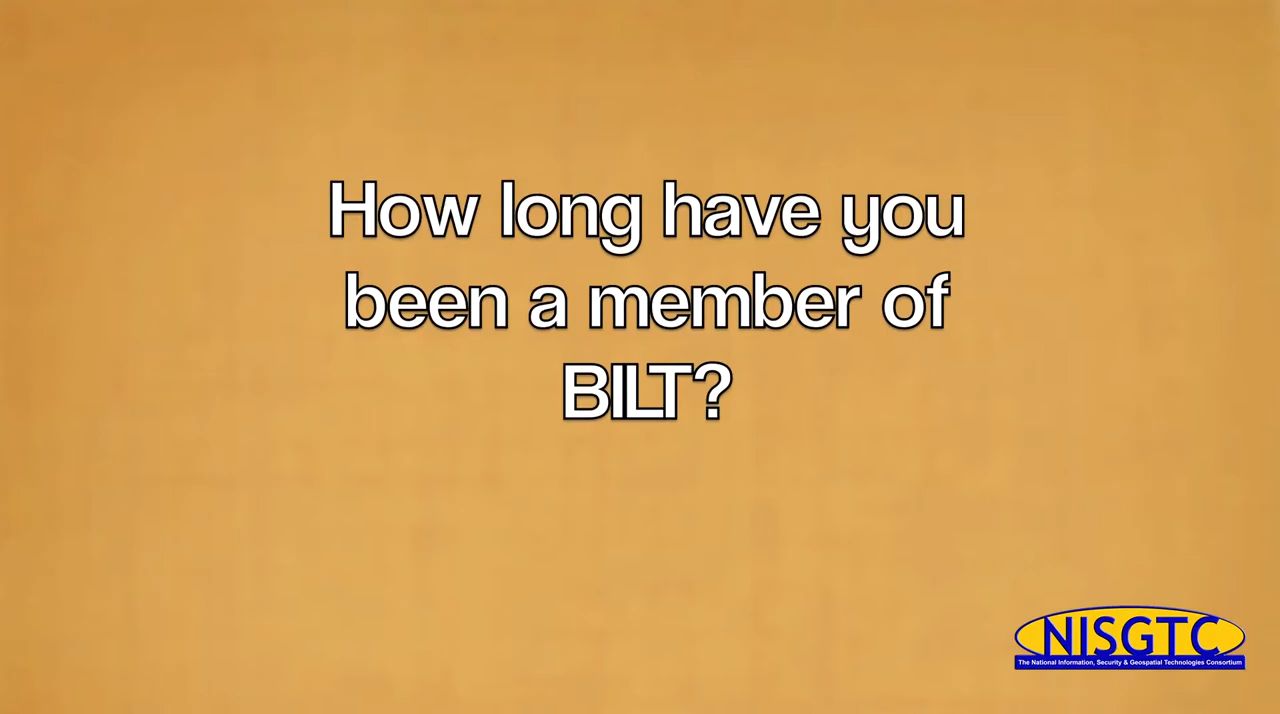 How long have you
been a member of
BILT?
NISGTC
The National Information, Security & Geospatial Technologies Consortium